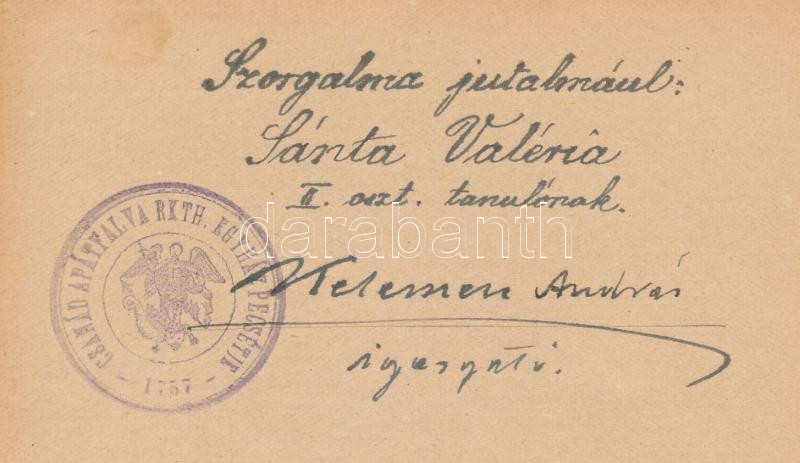 Szorgalma jutalmául:
Sánta Valéria
II. oszt. tanulónak.
Kelemen András
igazgató.
CSANÁD APÁTFALVA RKTH. EGYHÁZ PECSÉTJE
- 1757 -
darabanth